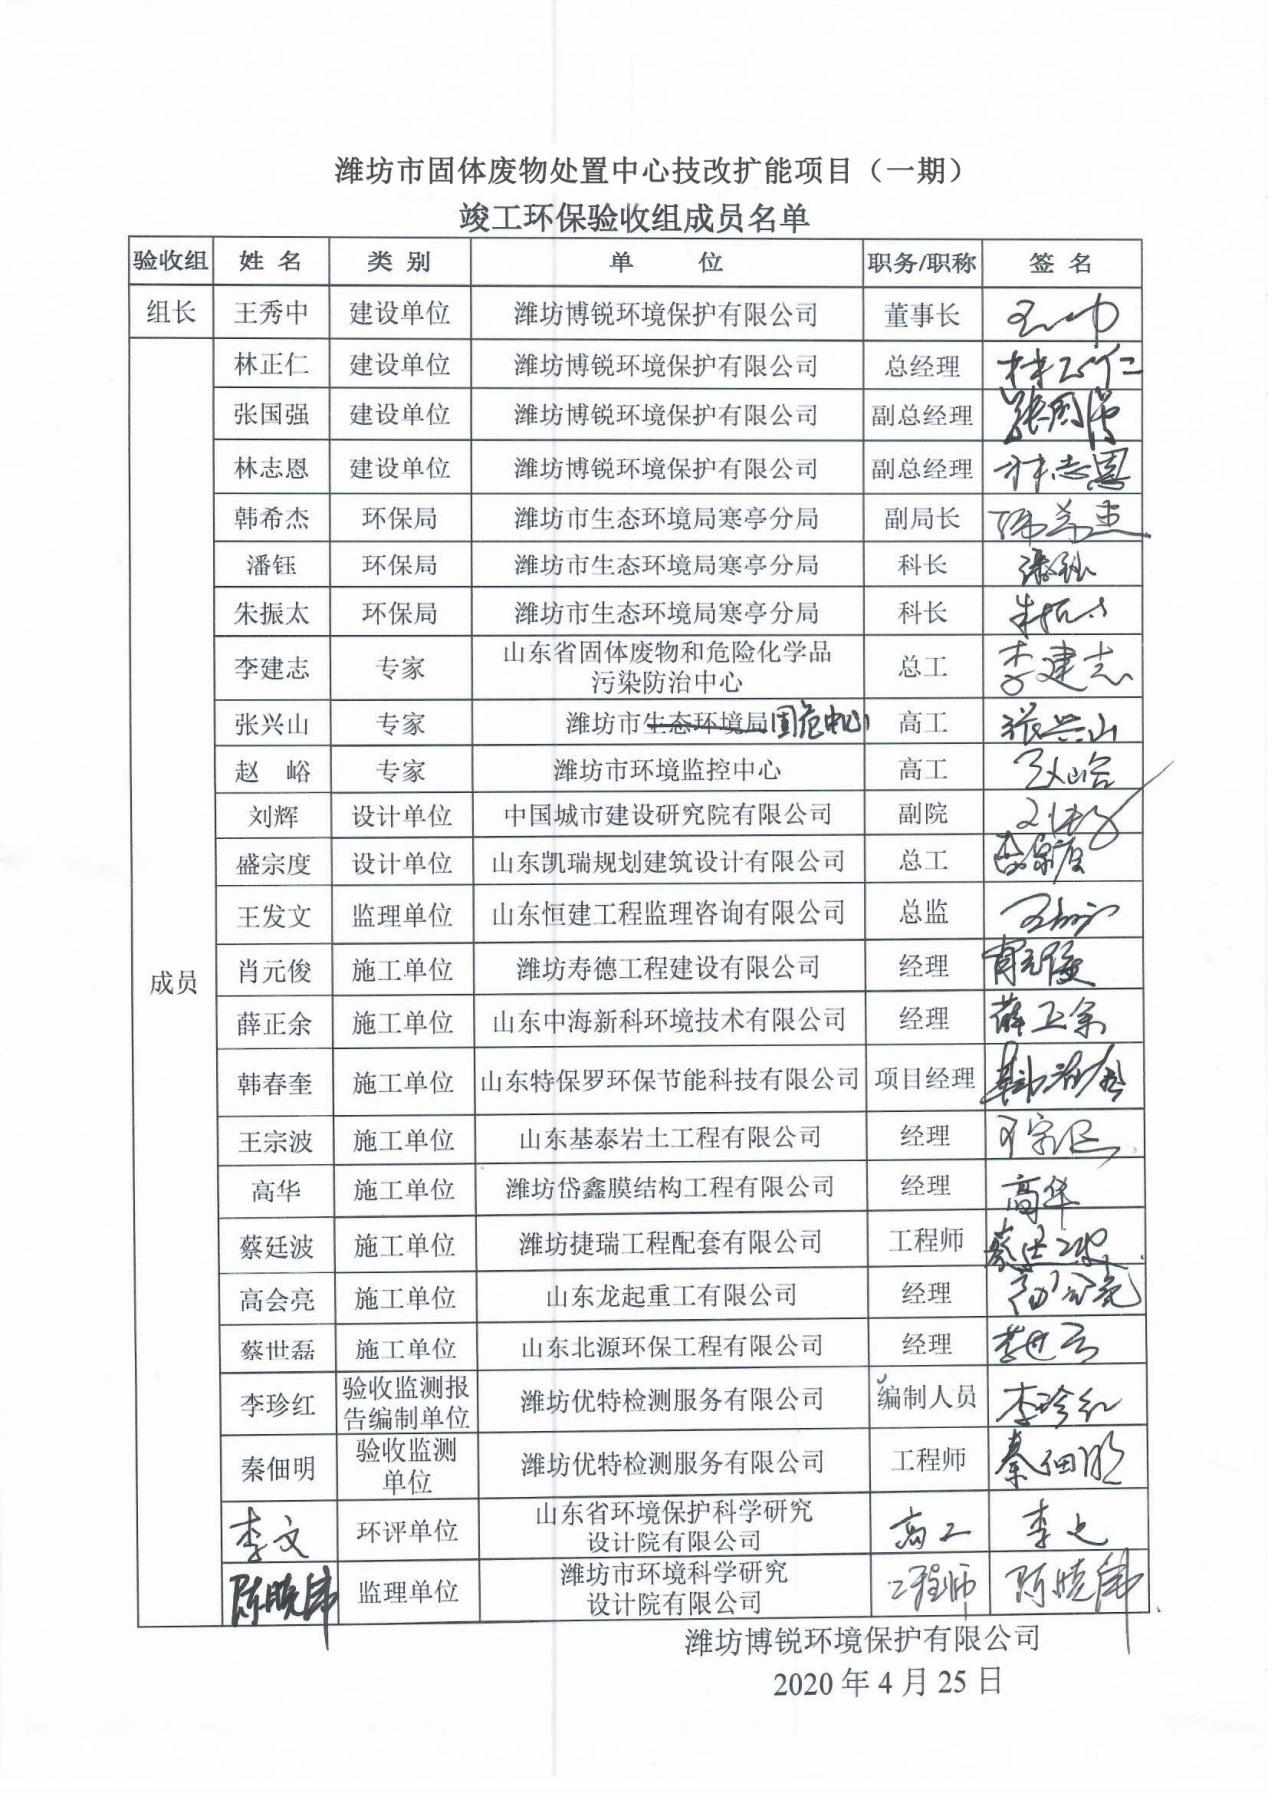 潍坊市固体废物处置中心技改扩能项目（一期）
竣工环保验收组成员名单
验收组 姓 名 类 别 单 位 职务/职称 签 名
组长 王秀中 建设单位 潍坊博锐环境保护有限公司 董事长
林正仁 建设单位 潍坊博锐环境保护有限公司 总经理 林正仁
张国强 建设单位 潍坊博锐环境保护有限公司 副总经理 张国强
林志恩 建设单位 潍坊博锐环境保护有限公司 副总经理 林志恩
韩希杰 环保局 潍坊市生态环境局寒亭分局 副局长 韩希杰
潘钰 环保局 潍坊市生态环境局寒亭分局 科长 潘钰
朱振太 环保局 潍坊市生态环境局寒亭分局 科长
李建志 专家 山东省固体废物和危险化学品 总工 李建志
污染防治中心
张兴山 专家 潍坊市生态环境局固危中心 高工 张兴山
赵 峪 专家 潍坊市环境监控中心 高工 赵峪
刘辉 设计单位 中国城市建设研究院有限公司 副院
盛宗度 设计单位 山东凯瑞规划建筑设计有限公司 总工
王发文 监理单位 山东恒建工程监理咨询有限公司 总监
成员 肖元俊 施工单位 潍坊寿德工程建设有限公司 经理 肖元俊
薛正余 施工单位 山东中海新科环境技术有限公司 经理 薛正余
韩春奎 施工单位 山东特保罗环保节能科技有限公司 项目经理 韩春奎
王宗波 施工单位 山东基泰岩土工程有限公司 经理 王宗波
高华 施工单位 潍坊岱鑫膜结构工程有限公司 经理 高华
蔡廷波 施工单位 潍坊捷瑞工程配套有限公司 工程师 蔡廷波
高会亮 施工单位 山东龙起重工有限公司 经理 高会亮
蔡世磊 施工单位 山东北源环保工程有限公司 经理 蔡世磊
李珍红 验收监测报 潍坊优特检测服务有限公司 编制人员 李珍红
告编制单位
秦佃明 验收监测 潍坊优特检测服务有限公司 工程师 秦佃明
单位
李文 环评单位 山东省环境保护科学研究 高工 李文
设计院有限公司
陈晓伟 监理单位 潍坊市环境科学研究 工程师 陈晓伟
设计院有限公司
潍坊博锐环境保护有限公司
2020 年 4 月 25 日